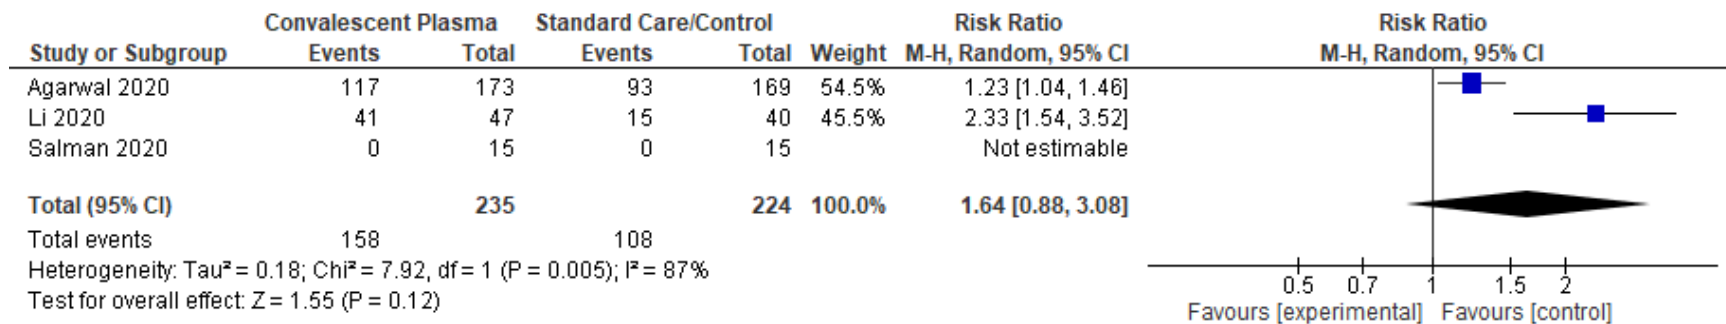 Convalescent Plasma Standard Care/Control Risk Ratio Risk Ratio
Study or Subgroup Events Total Events Total Weight M-H, Random, 95% CI M-H, Random, 95% CI
Agarwal 2020 117 173 93 169 54.5% 1.23 [1.04, 1.46]
Li 2020 41 47 15 40 45.5% 2.33 [1.54, 3.52]
Salman 2020 0 15 0 15 Not estimable
Total (95% CI) 235 224 100.0% 1.64 [0.88, 3.08]
Total events 158 108
Heterogeneity: Tau² = 0.18; Chi² = 7.92, df = 1 (P = 0.005); I² = 87%
Test for overall effect: Z = 1.55 (P = 0.12)
0.5 0.7 1 1.5 2
Favours [experimental] Favours [control]